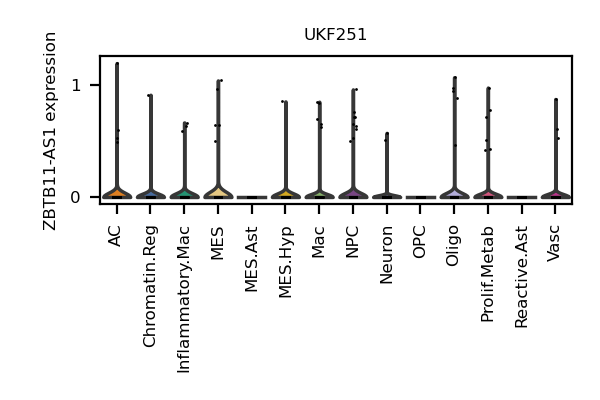 UKF251
ZBTB11-AS1 expression
1
0
AC
Chromatin.Reg
Inflammatory.Mac
MES
MES.Ast
MES.Hyp
Mac
NPC
Neuron
OPC
Oligo
Prolif.Metab
Reactive.Ast
Vasc